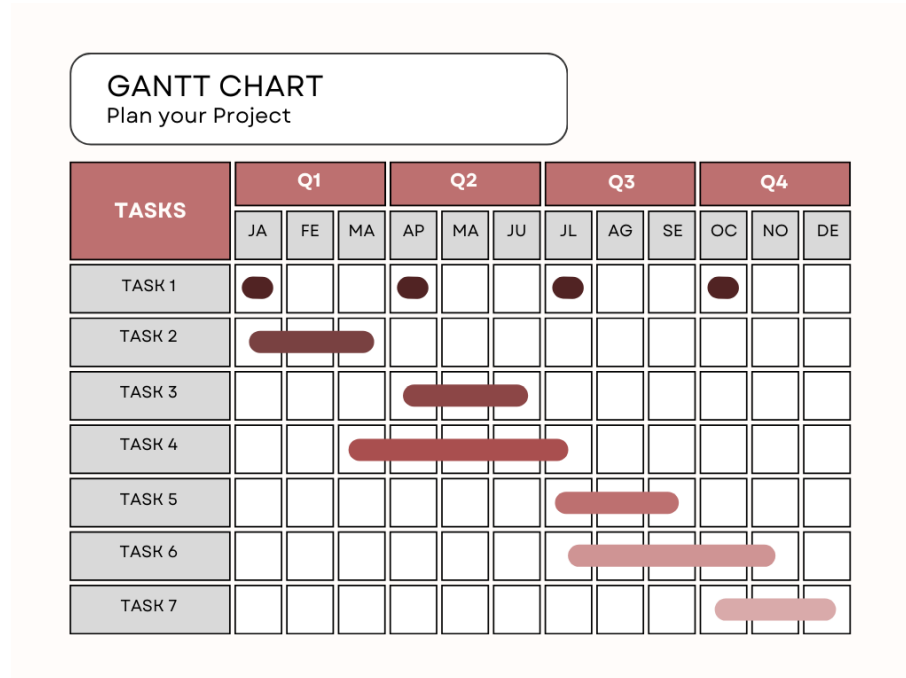 GANTT CHART
Plan your Project
TASKS
Q1 Q2 Q3 Q4
JA FE MA AP MA JU JL AG SE OC NO DE
TASK 1
TASK 2
TASK 3
TASK 4
TASK 5
TASK 6
TASK 7